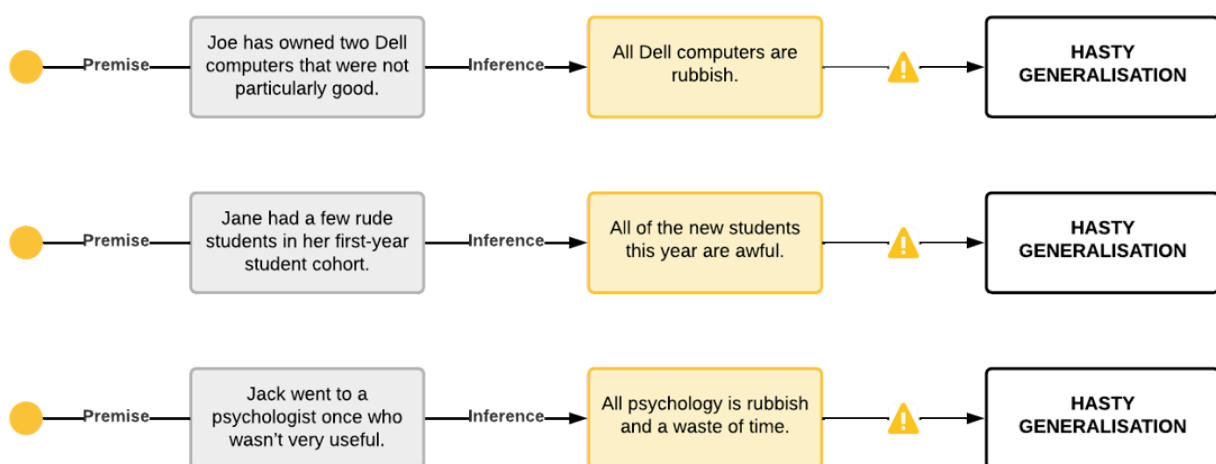 Premise
Joe has owned two Dell
computers that were not
particularly good.
Inference
All Dell computers are
rubbish.
HASTY
GENERALISATION
Premise
Jane had a few rude
students in her first-year
student cohort.
Inference
All of the new students
this year are awful.
HASTY
GENERALISATION
Premise
Jack went to a
psychologist once who
wasn't very useful.
Inference
All psychology is rubbish
and a waste of time.
HASTY
GENERALISATION